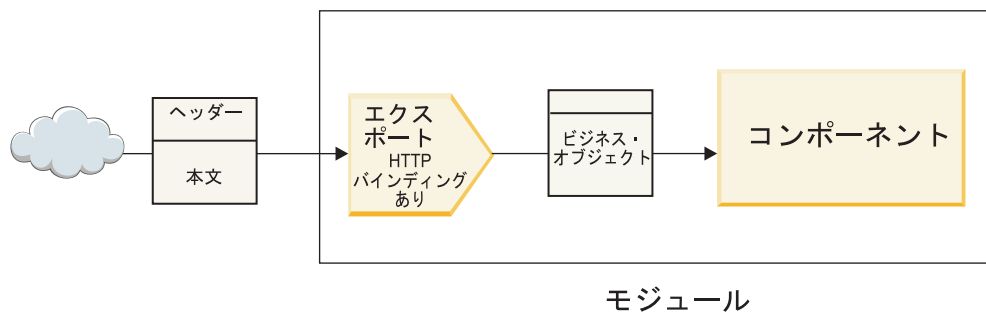 ヘッダー
本文
エクス
ポート
HTTP
バインディング
あり
ビジネス・
オブジェクト
コンポーネント
モジュール